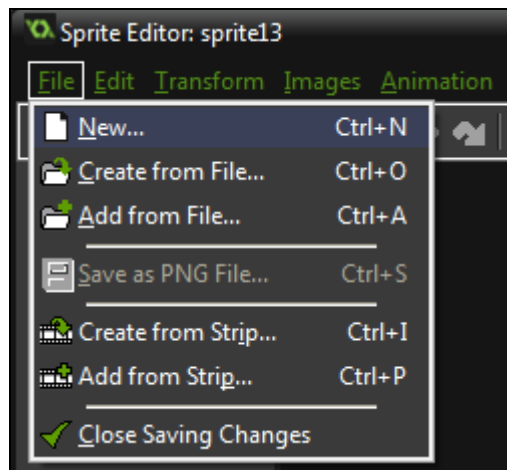 Sprite Editor: sprite13
File Edit Transform Images Animation
New... Ctrl+N
Create from File... Ctrl+O
Add from File... Ctrl+A
Save as PNG File... Ctrl+S
Create from Strip... Ctrl+I
Add from Strip... Ctrl+P
Close Saving Changes